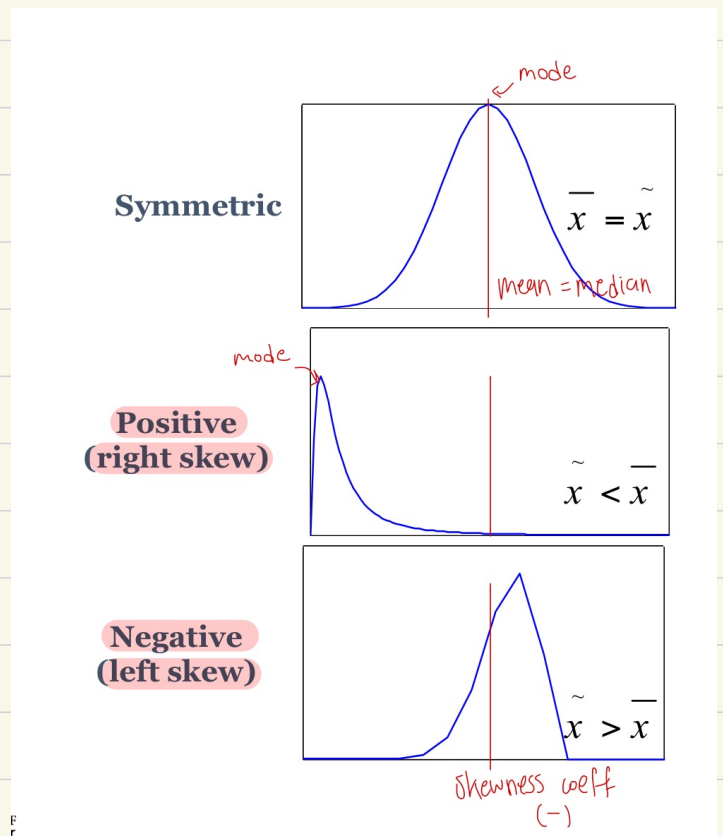 mode
Symmetric
x̅ = x̃
mean = median
mode
Positive
(right skew)
x̃ < x̅
Negative
(left skew)
x̃ > x̅
Skewness coeff
(-)
F
r